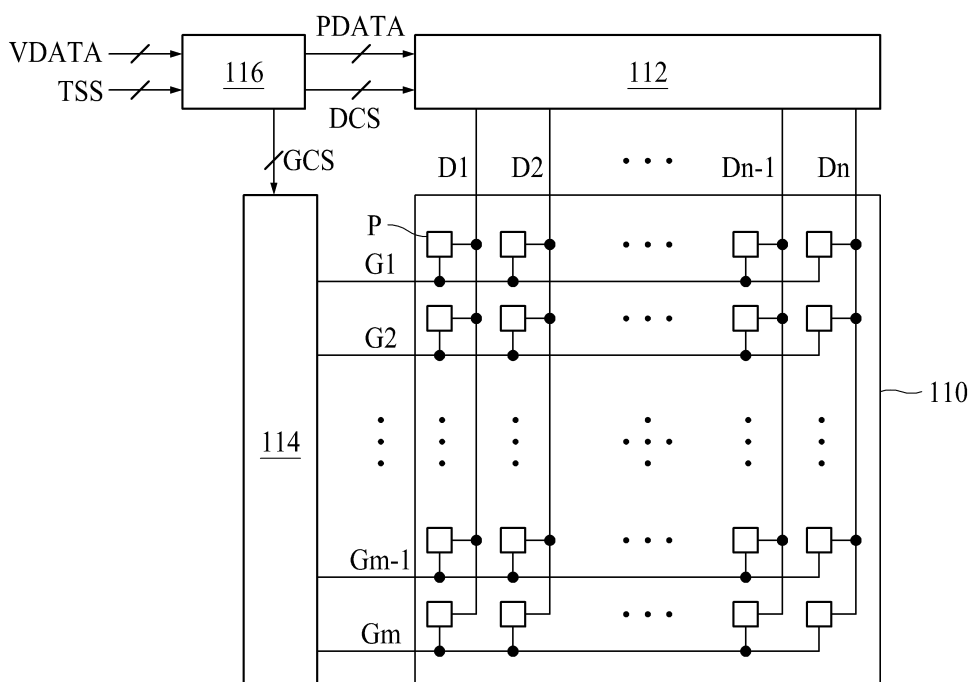 VDATA
TSS
116
PDATA
DCS
112
GCS
D1
D2
Dn-1
Dn
P
G1
G2
110
114
Gm-1
Gm